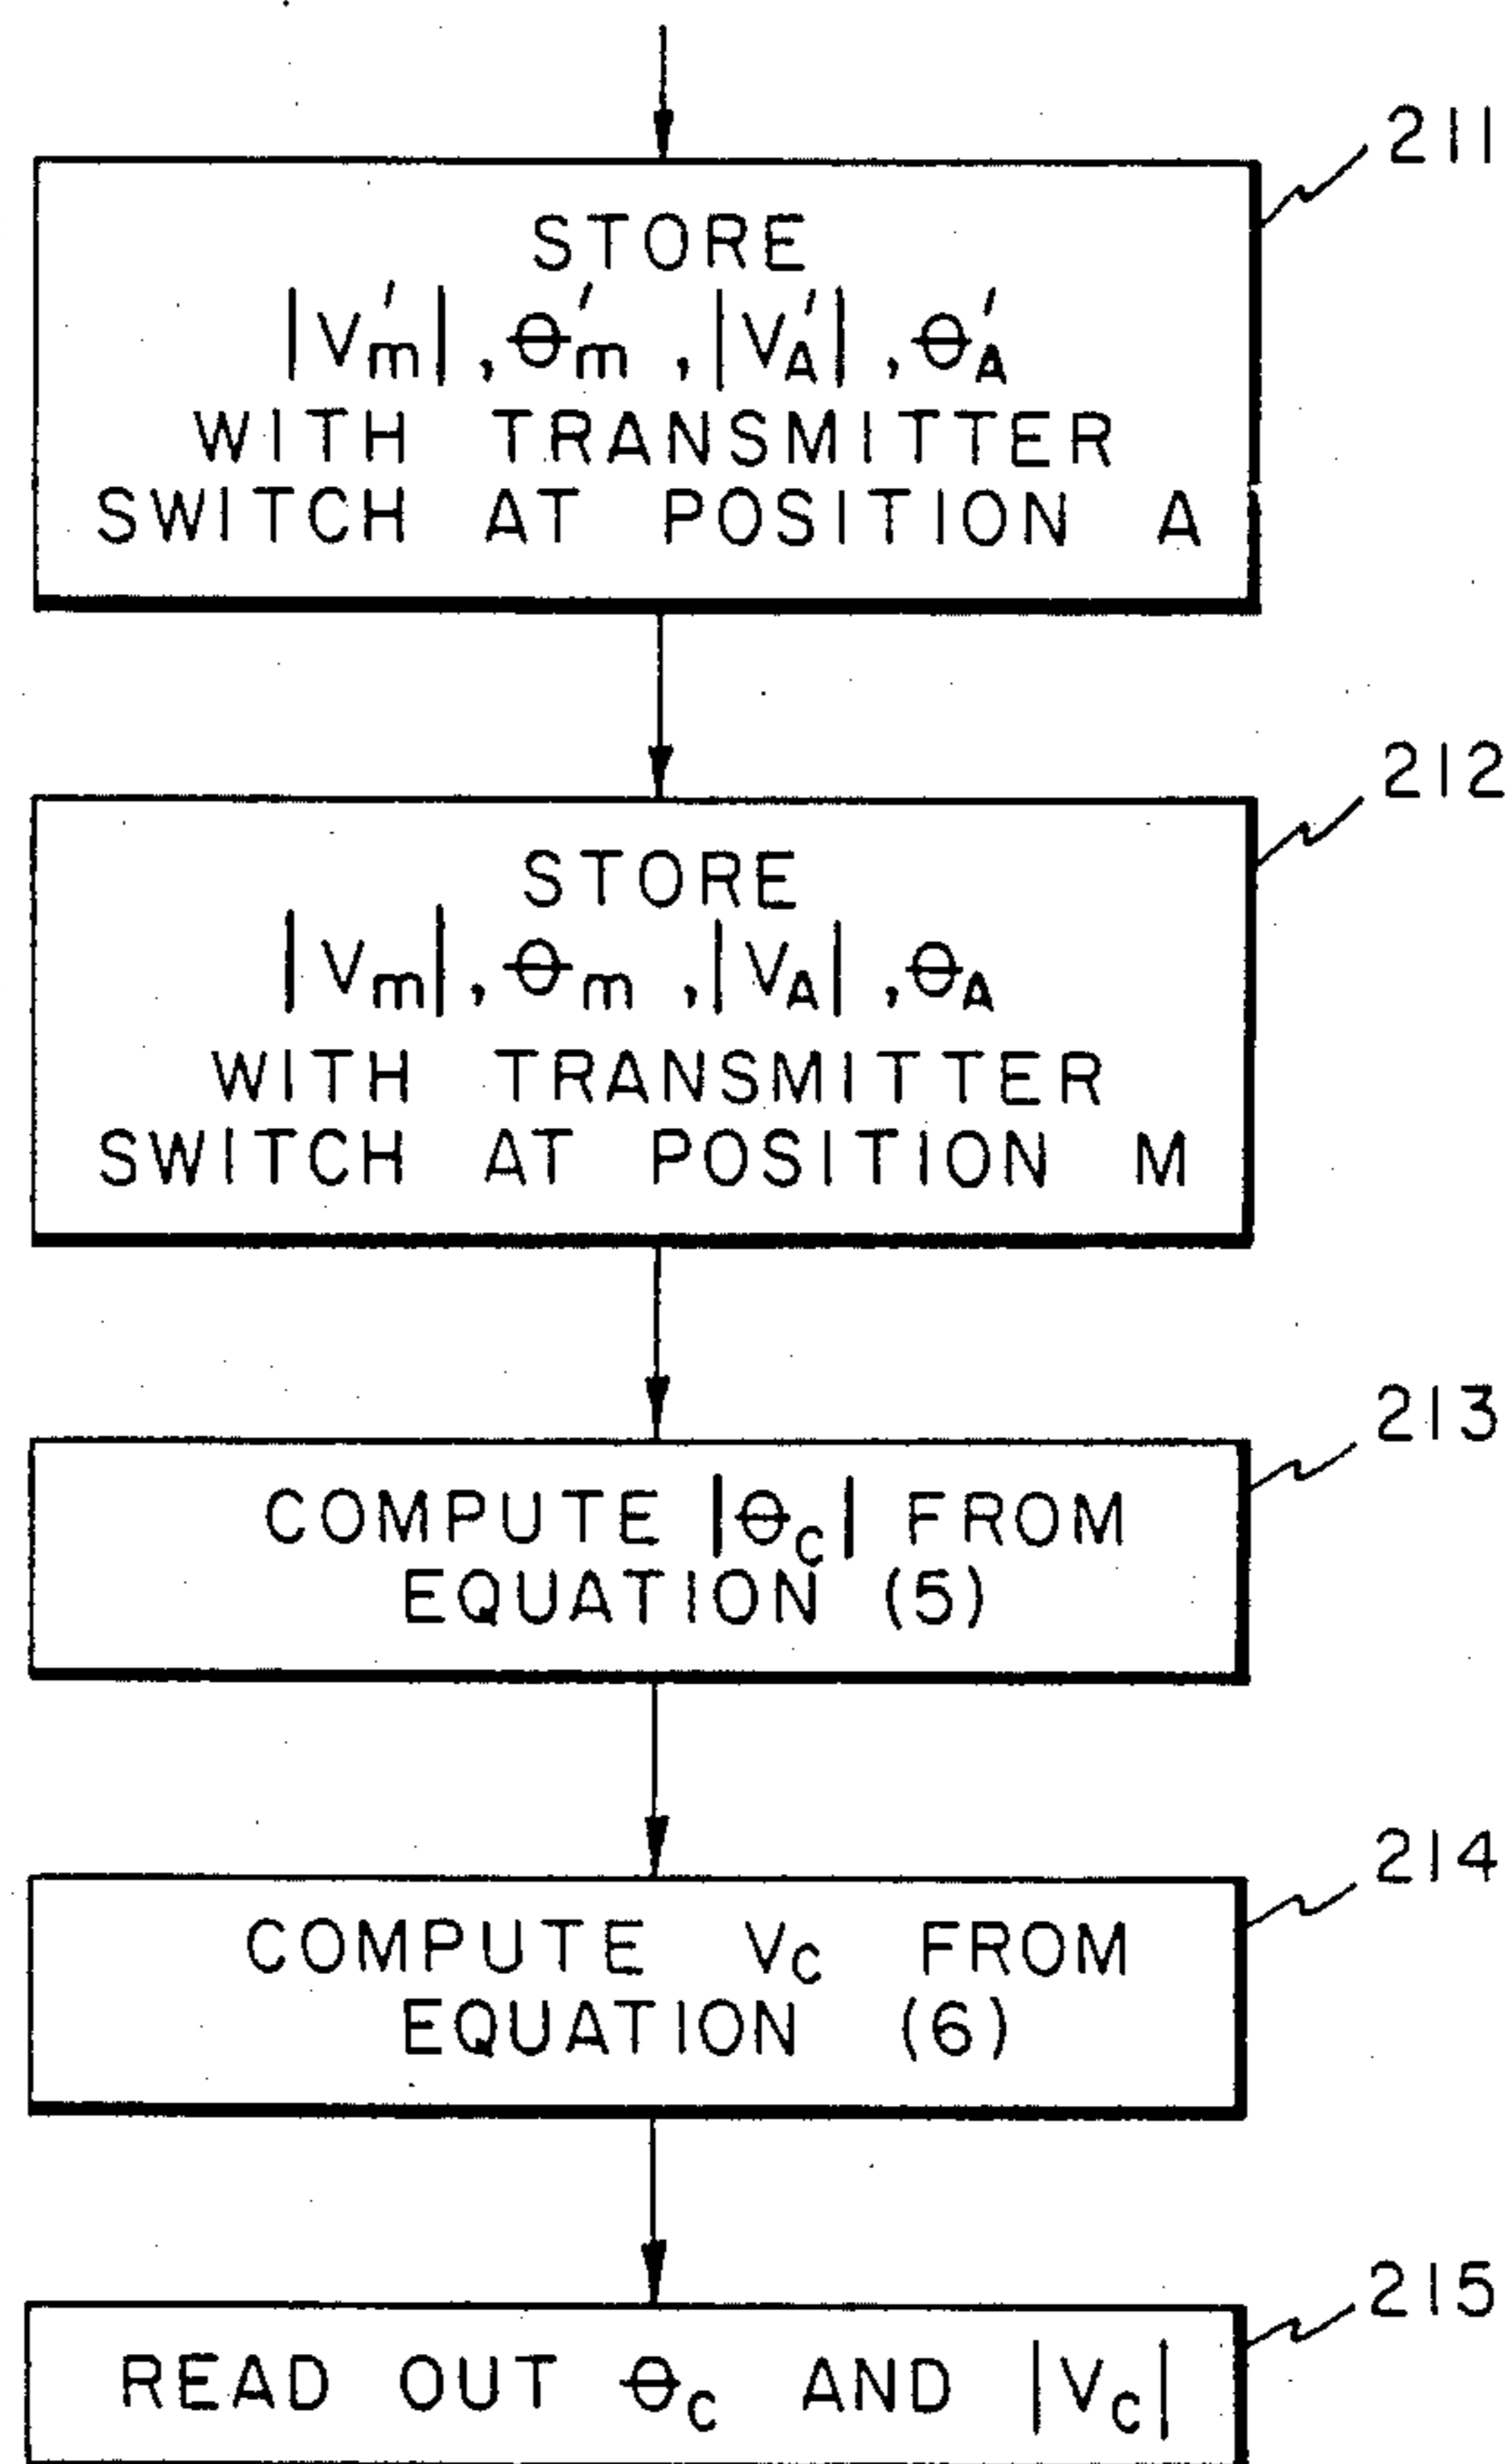 211
STORE
|V'm|, θ'm, |V'A|, θ'A
WITH TRANSMITTER
SWITCH AT POSITION A
212
STORE
|Vm|, θm, |VA|, θA
WITH TRANSMITTER
SWITCH AT POSITION M
213
COMPUTE |θC| FROM
EQUATION (5)
214
COMPUTE VC FROM
EQUATION (6)
215
READ OUT θC AND |VC|